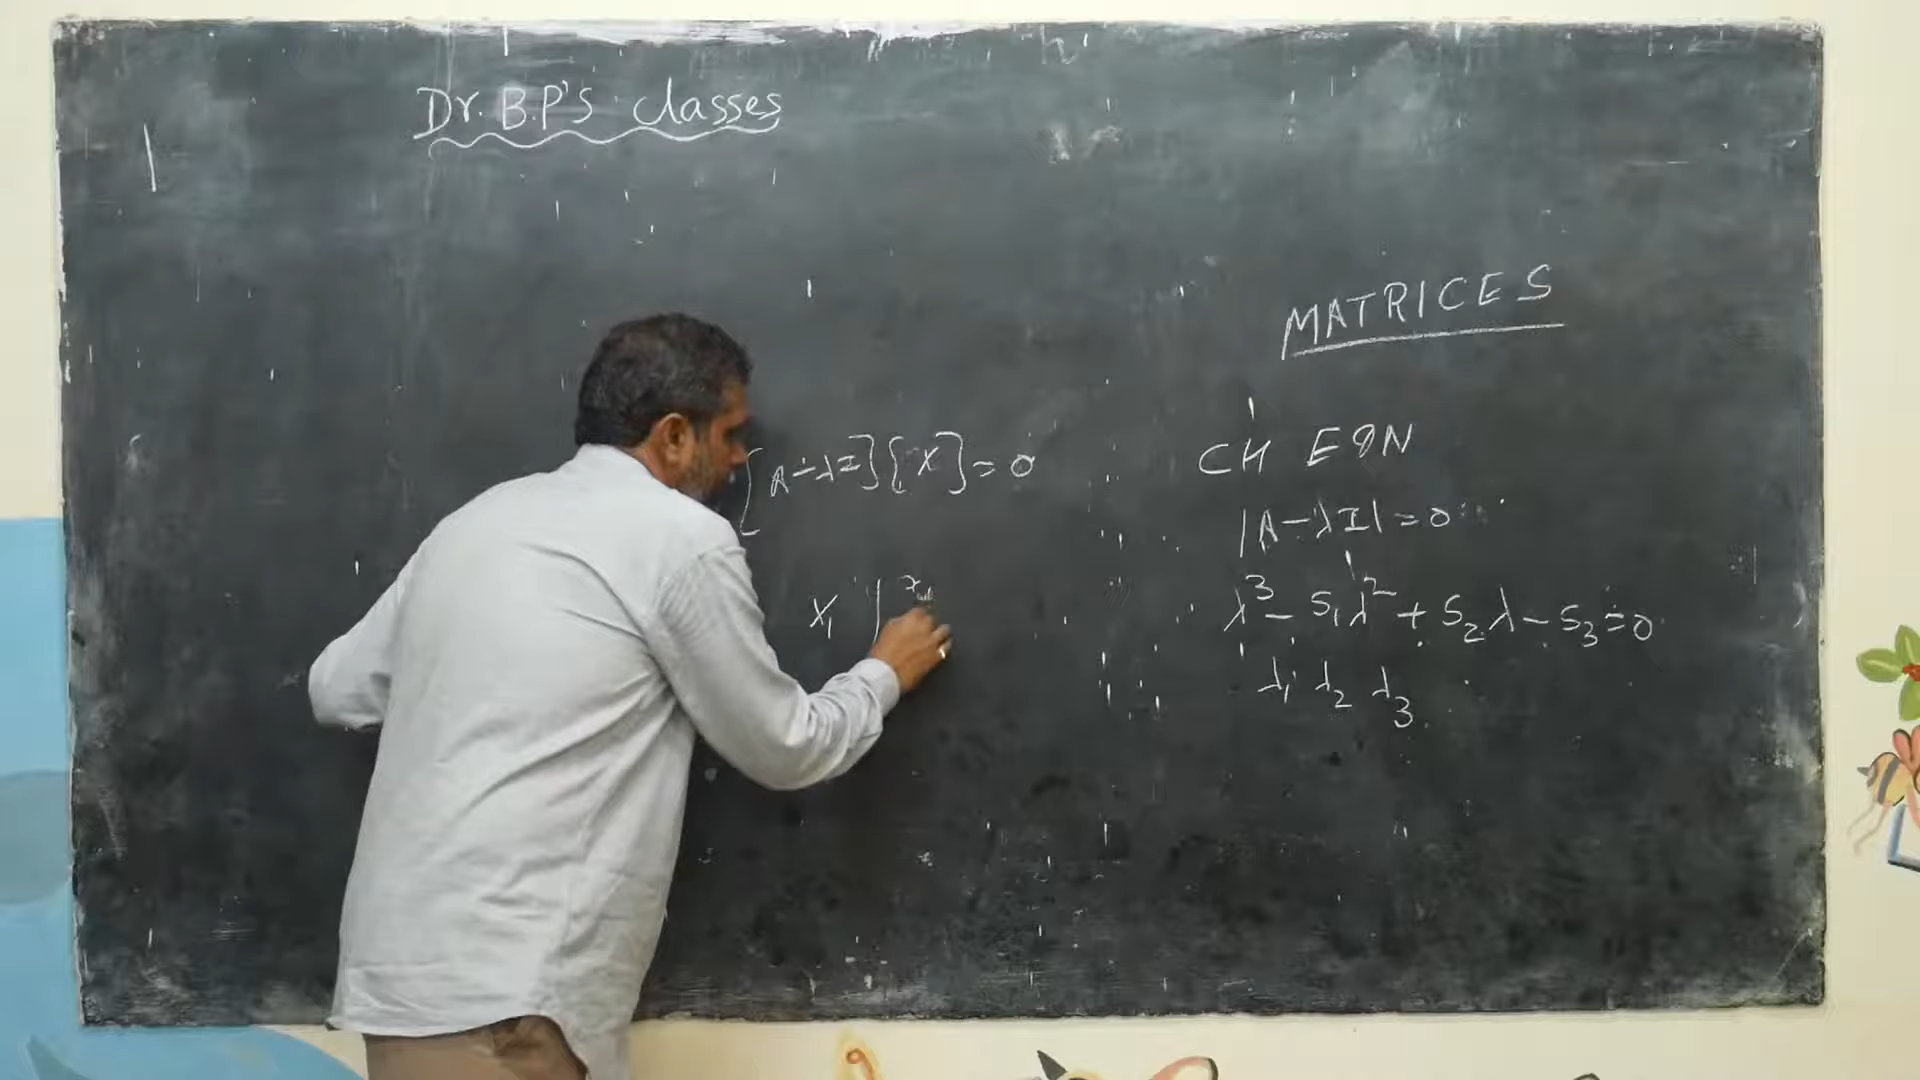 Dr. B.P'S classes
MATRICES
CH EQN
|A-λI|=0
λ³- S₁λ²+ S₂λ- S₃=0
λ₁ λ₂ λ₃
[A-λI][X]=0
X₁